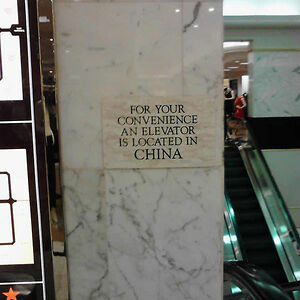 FOR YOUR
CONVENIENCE
AN ELEVATOR
IS LOCATED IN
CHINA